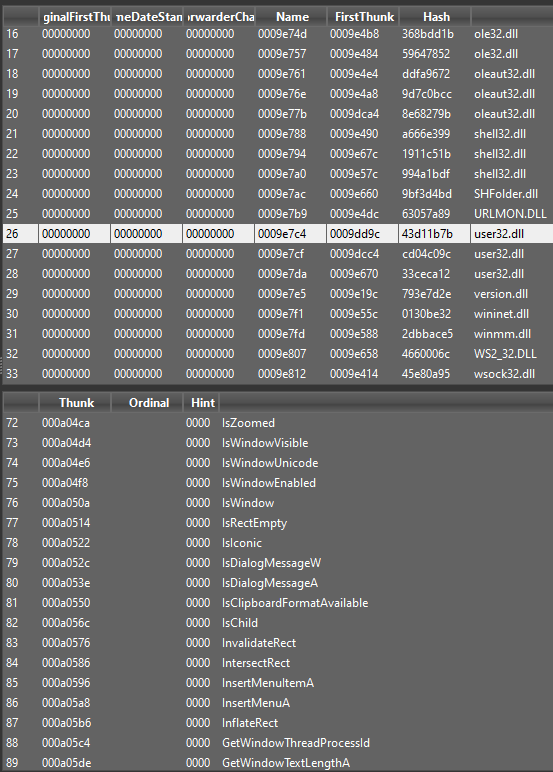 ginalFirstThu neDateStan orwarderCha Name FirstThunk Hash
16 00000000 00000000 00000000 0009e74d 0009e4b8 368bdd1b ole32.dll
17 00000000 00000000 00000000 0009e757 0009e484 59647852 ole32.dll
18 00000000 00000000 00000000 0009e761 0009e4e4 ddfa9672 oleaut32.dll
19 00000000 00000000 00000000 0009e76e 0009e4a8 9d7c0bcc oleaut32.dll
20 00000000 00000000 00000000 0009e77b 0009dca4 8e68279b oleaut32.dll
21 00000000 00000000 00000000 0009e788 0009e490 a666e399 shell32.dll
22 00000000 00000000 00000000 0009e794 0009e67c 1911c51b shell32.dll
23 00000000 00000000 00000000 0009e7a0 0009e57c 994a1bdf shell32.dll
24 00000000 00000000 00000000 0009e7ac 0009e660 9bf3d4bd SHFolder.dll
25 00000000 00000000 00000000 0009e7b9 0009e4dc 63057a89 URLMON.DLL
26 00000000 00000000 00000000 0009e7c4 0009dd9c 43d11b7b user32.dll
27 00000000 00000000 00000000 0009e7cf 0009dcc4 cd04c09c user32.dll
28 00000000 00000000 00000000 0009e7da 0009e670 33ceca12 user32.dll
29 00000000 00000000 00000000 0009e7e5 0009e19c 793e7d2e version.dll
30 00000000 00000000 00000000 0009e7f1 0009e55c 0130be32 wininet.dll
31 00000000 00000000 00000000 0009e7fd 0009e588 2dbbace5 winmm.dll
32 00000000 00000000 00000000 0009e807 0009e658 4660006c WS2_32.DLL
33 00000000 00000000 00000000 0009e812 0009e414 45e80a95 wsock32.dll
Thunk Ordinal Hint
72 000a04ca 0000 IsZoomed
73 000a04d4 0000 IsWindowVisible
74 000a04e6 0000 IsWindowUnicode
75 000a04f8 0000 IsWindowEnabled
76 000a050a 0000 IsWindow
77 000a0514 0000 IsRectEmpty
78 000a0522 0000 IsIconic
79 000a052c 0000 IsDialogMessageW
80 000a053e 0000 IsDialogMessageA
81 000a0550 0000 IsClipboardFormatAvailable
82 000a056c 0000 IsChild
83 000a0576 0000 InvalidateRect
84 000a0586 0000 IntersectRect
85 000a0596 0000 InsertMenuItemA
86 000a05a8 0000 InsertMenuA
87 000a05b6 0000 InflateRect
88 000a05c4 0000 GetWindowThreadProcessId
89 000a05de 0000 GetWindowTextLengthA